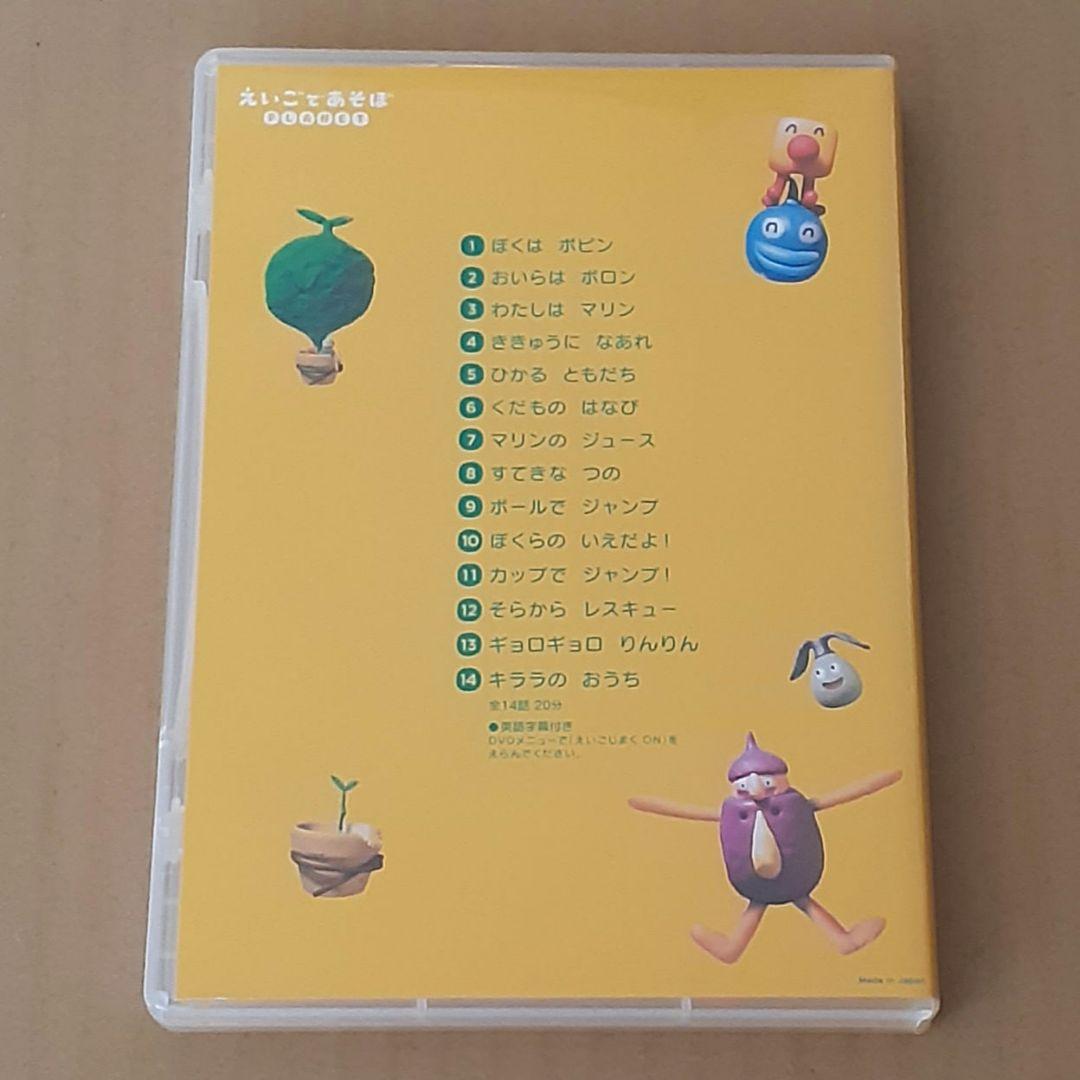 えいごであそぼ
PLANET
1 ぼくは ポピン
2 おいらは ポロン
3 わたしは マリン
4 ききゅうに なあれ
5 ひかる ともだち
6 くだもの はなび
7 マリンの ジュース
8 すてきな つの
9 ボールで ジャンプ
10 ぼくらの いえだよ!
11 カップで ジャンプ!
12 そらから レスキュー
13 ギョロギョロ りんりん
14 キララの おうち
全14話 20分
●英語字幕付き
DVDメニューで「えいごじまく ON」を
えらんでください。
Made in Japan